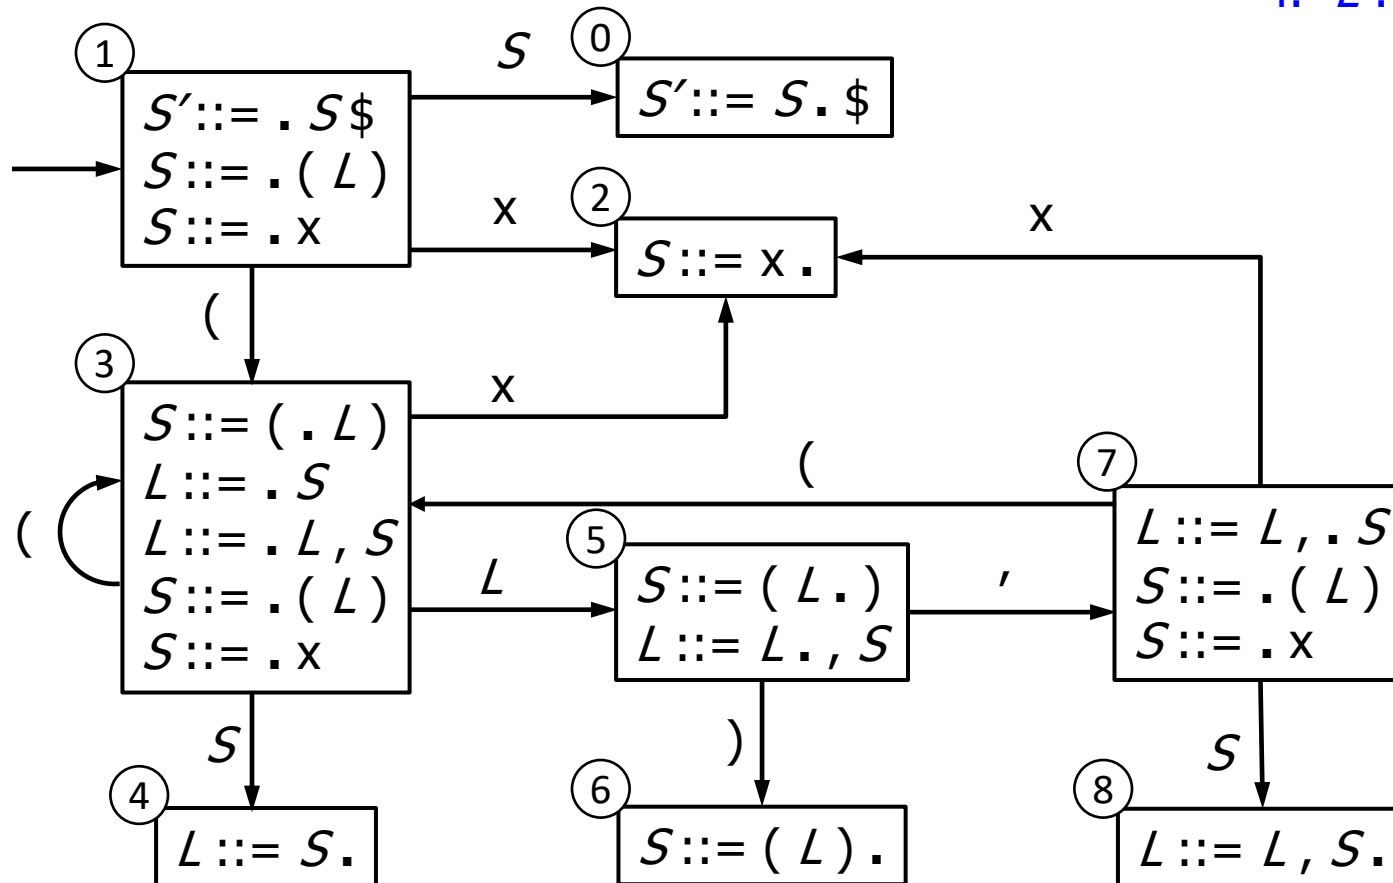 1
S′::= .S$
S::= .(L)
S::= .x
S
0
S′::= S.$
x
2
S::= x.
x
(
3
S::= (.L)
L::= .S
L::= .L,S
S::= .(L)
S::= .x
(
x
(
L
5
S::= (L.)
L::= L.,S
,
7
L::= L,.S
S::= .(L)
S::= .x
S
4
L::= S.
)
6
S::= (L).
S
8
L::= L,S.